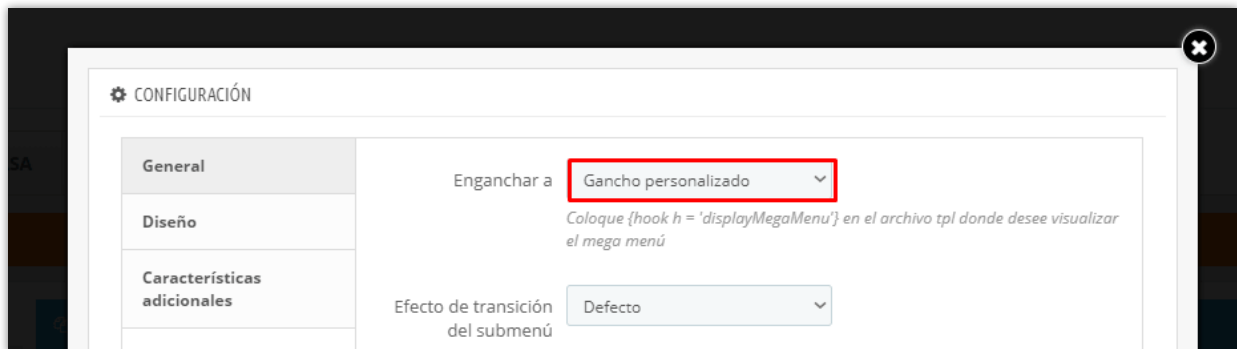 CONFIGURACIÓN
SA
General
Enganchar a
Gancho personalizado
Coloque {hook h = 'displayMegaMenu'} en el archivo tpl donde desee visualizar
el mega menú
Diseño
Características
adicionales
Efecto de transición
del submenú
Defecto